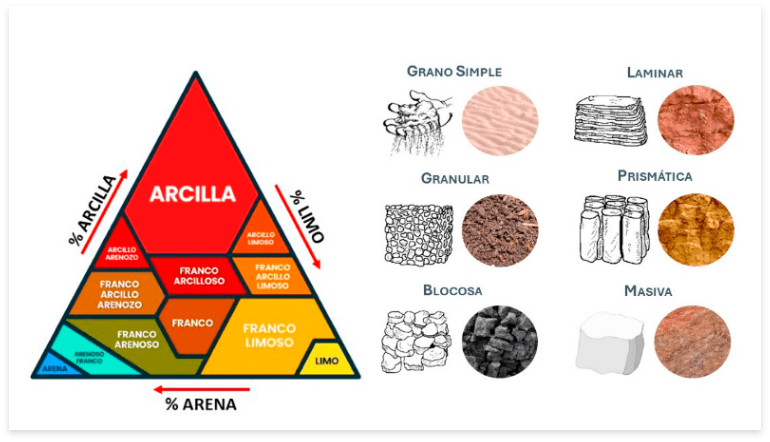 ARCILLA
% ARCILLA
% LIMO
ARCILLO
ARENOZO
ARCILLO
LIMOSO
FRANCO
ARCILLOSO
FRANCO
ARCILLO
LIMOSO
FRANCO
ARCILLO
ARENOZO
FRANCO
FRANCO
ARENOSO
FRANCO
LIMOSO
ARENOSO
FRANCO
ARENA
LIMO
% ARENA
GRANO SIMPLE
LAMINAR
GRANULAR
PRISMÁTICA
BLOCOSA
MASIVA